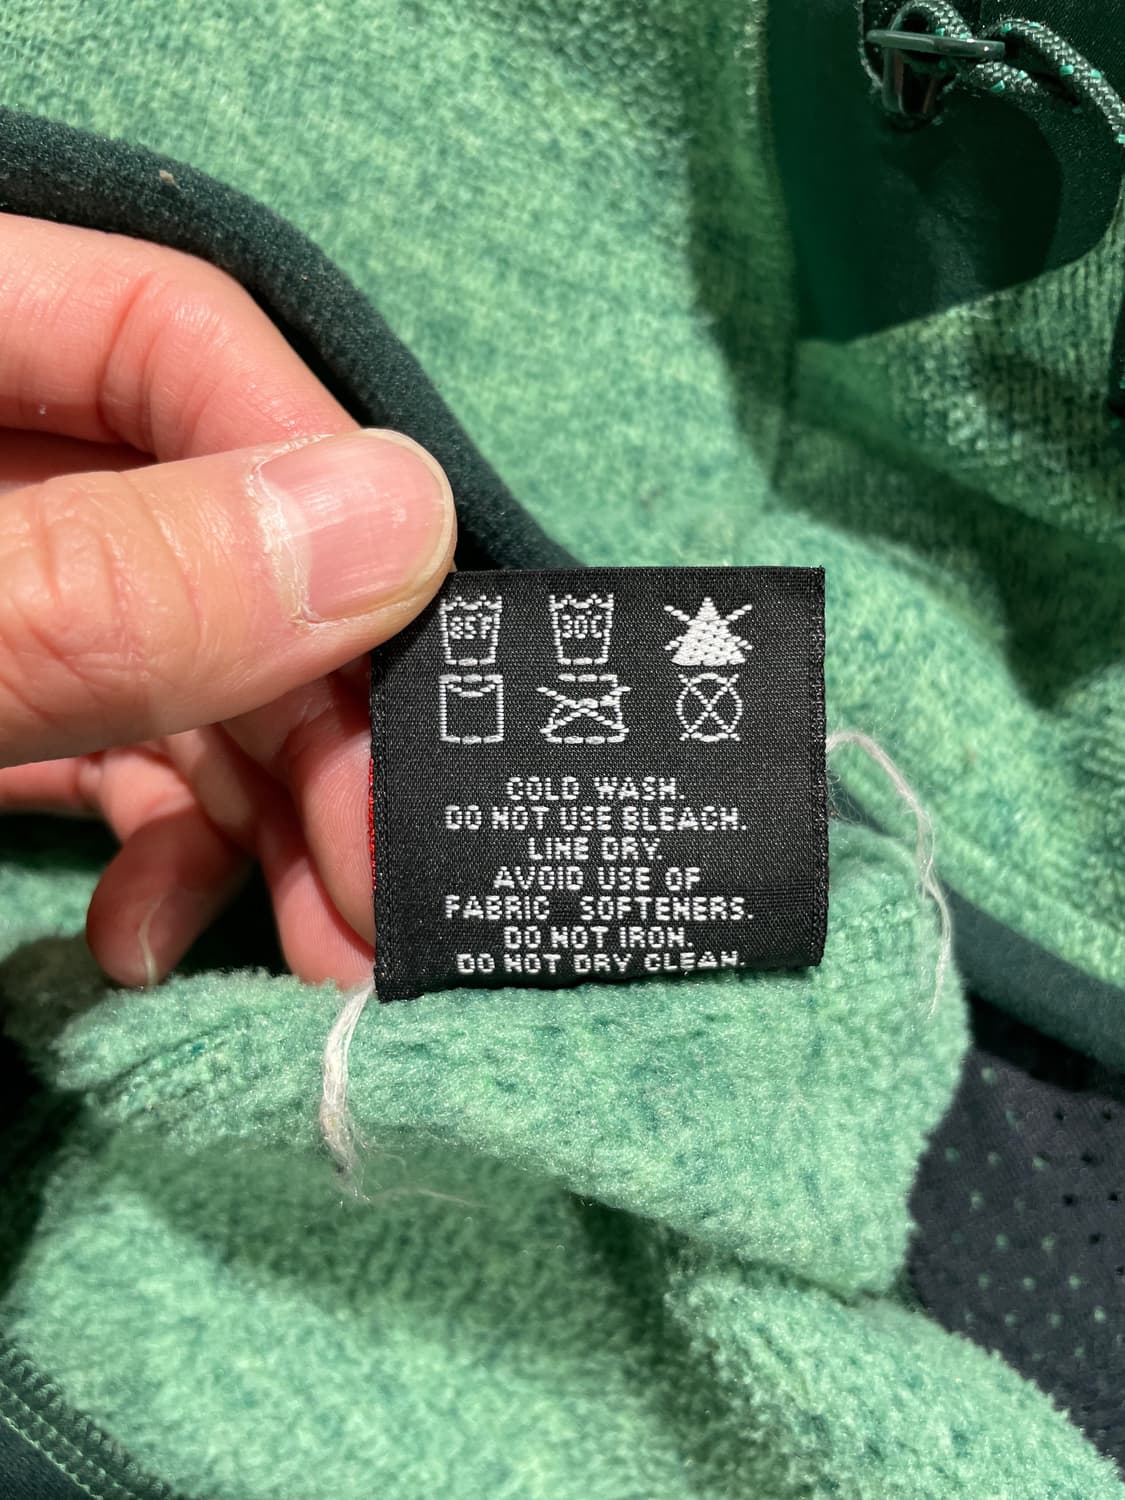 85F 30C
COLD WASH.
DO NOT USE BLEACH.
LINE DRY.
AVOID USE OF
FABRIC SOFTENERS.
DO NOT IRON.
DO NOT DRY CLEAN.